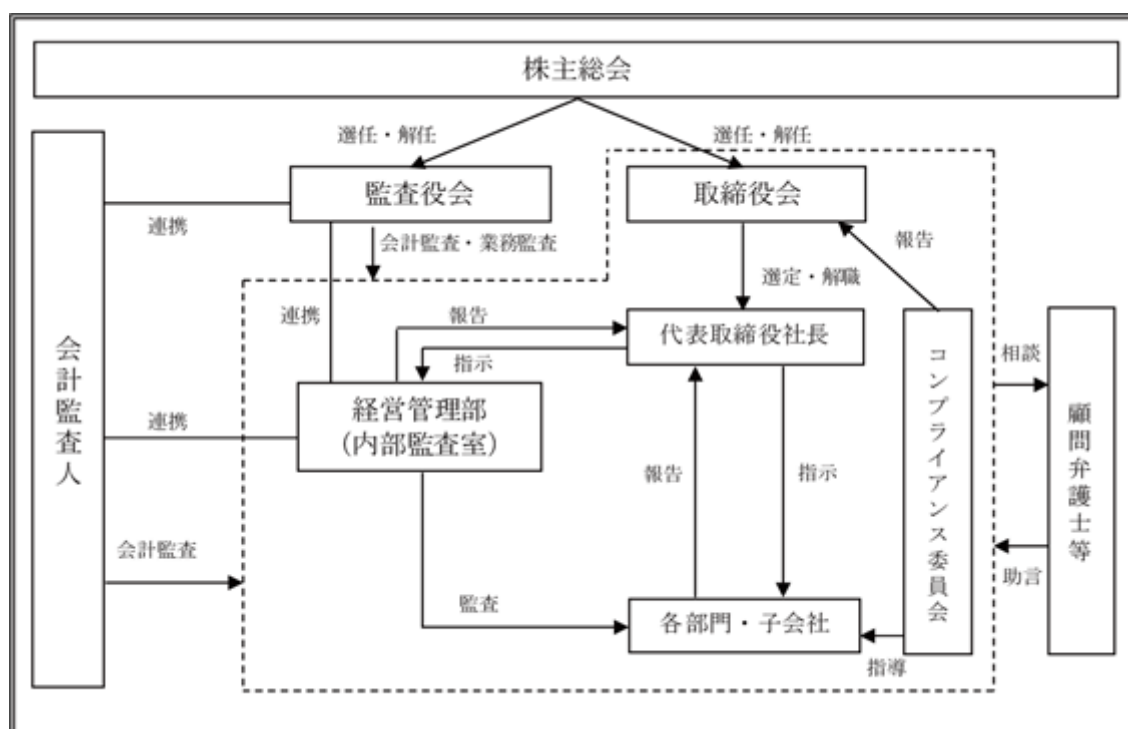 株主総会
選任・解任
選任・解任
監査役会
取締役会
連携
会計監査・業務監査
報告
選定・解職
連携
報告
代表取締役社長
指示
相談
会計監査人
コンプライアンス委員会
顧問弁護士等
経営管理部
（内部監査室）
連携
報告
指示
会計監査
助言
監査
各部門・子会社
指導